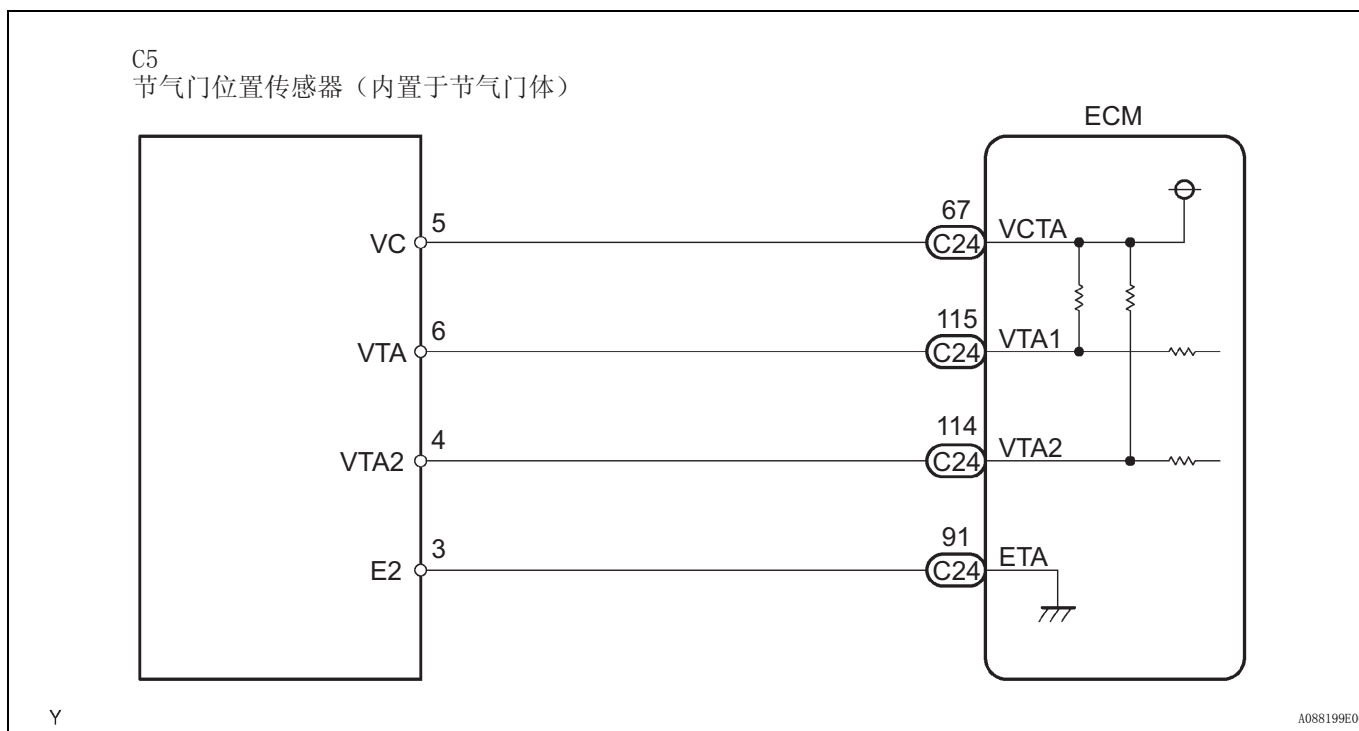 C5
节气门位置传感器（内置于节气门体）
ECM
VC
5
67
C24
VCTA
VTA
6
115
C24
VTA1
VTA2
4
114
C24
VTA2
E2
3
91
C24
ETA
Y
A088199E0